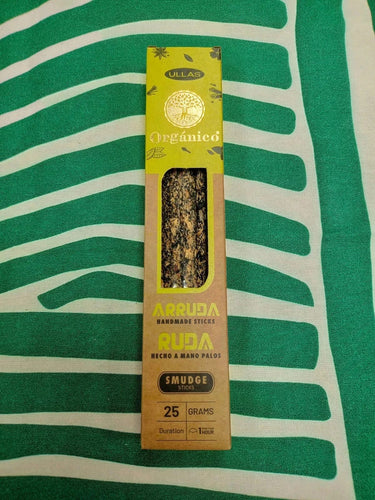 ULLAS
Orgánico
ARRUDA
HANDMADE STICKS
RUDA
HECHO A MANO PALOS
SMUDGE
STICKS
25 GRAMS
Duration 1 HOUR